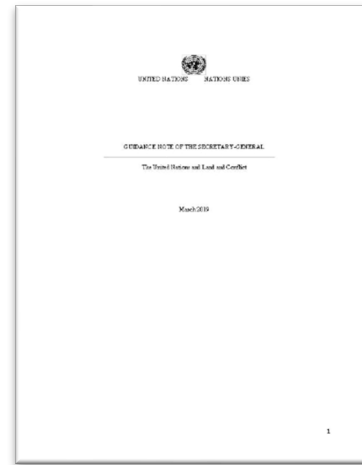 UNITED NATIONS NATIONS UNIES
GUIDANCE NOTE OF THE SECRETARY-GENERAL
The United Nations and Land and Conflict
March 2019
1